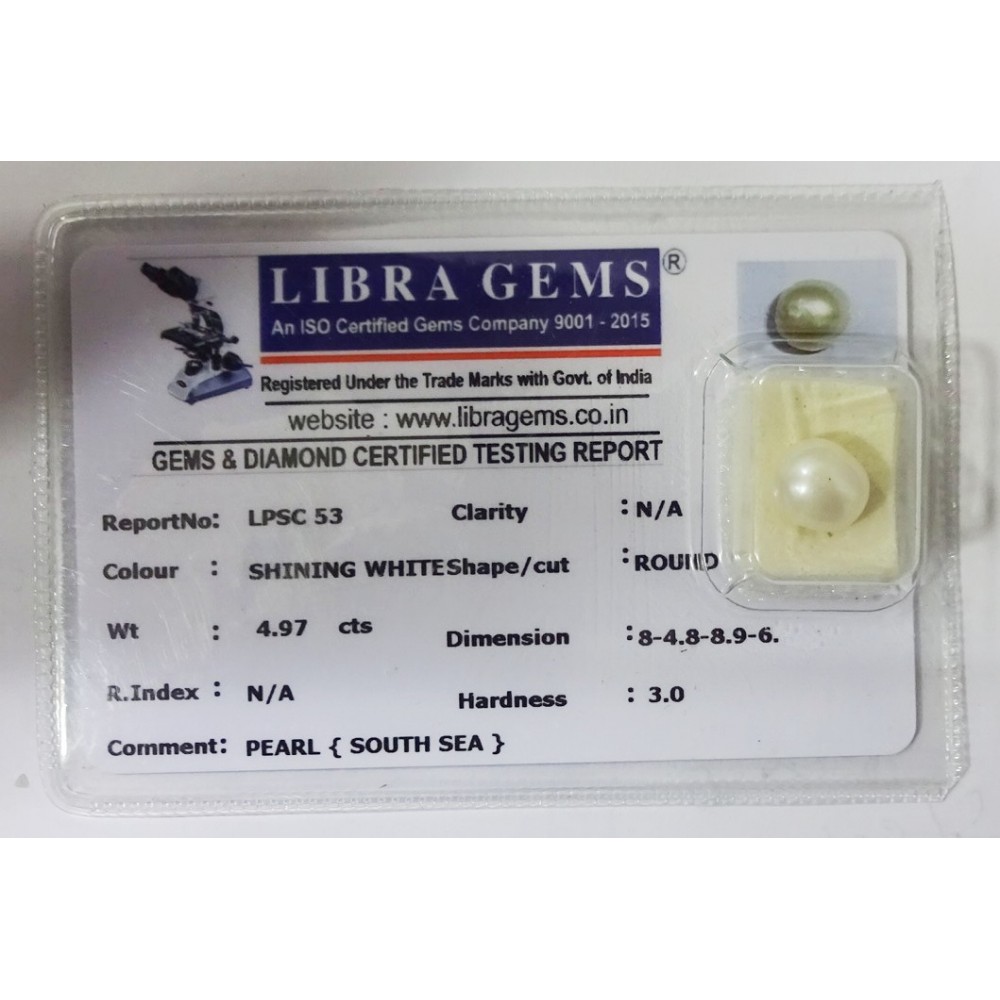 LIBRA GEMS ®
An ISO Certified Gems Company 9001 - 2015
Registered Under the Trade Marks with Govt. of India
website : www.libragems.co.in
GEMS & DIAMOND CERTIFIED TESTING REPORT
ReportNo: LPSC 53 Clarity : N/A
Colour : SHINING WHITE Shape/cut : ROUND
Wt : 4.97 cts Dimension : 8-4.8-8.9-6.
R.Index : N/A Hardness : 3.0
Comment: PEARL { SOUTH SEA }